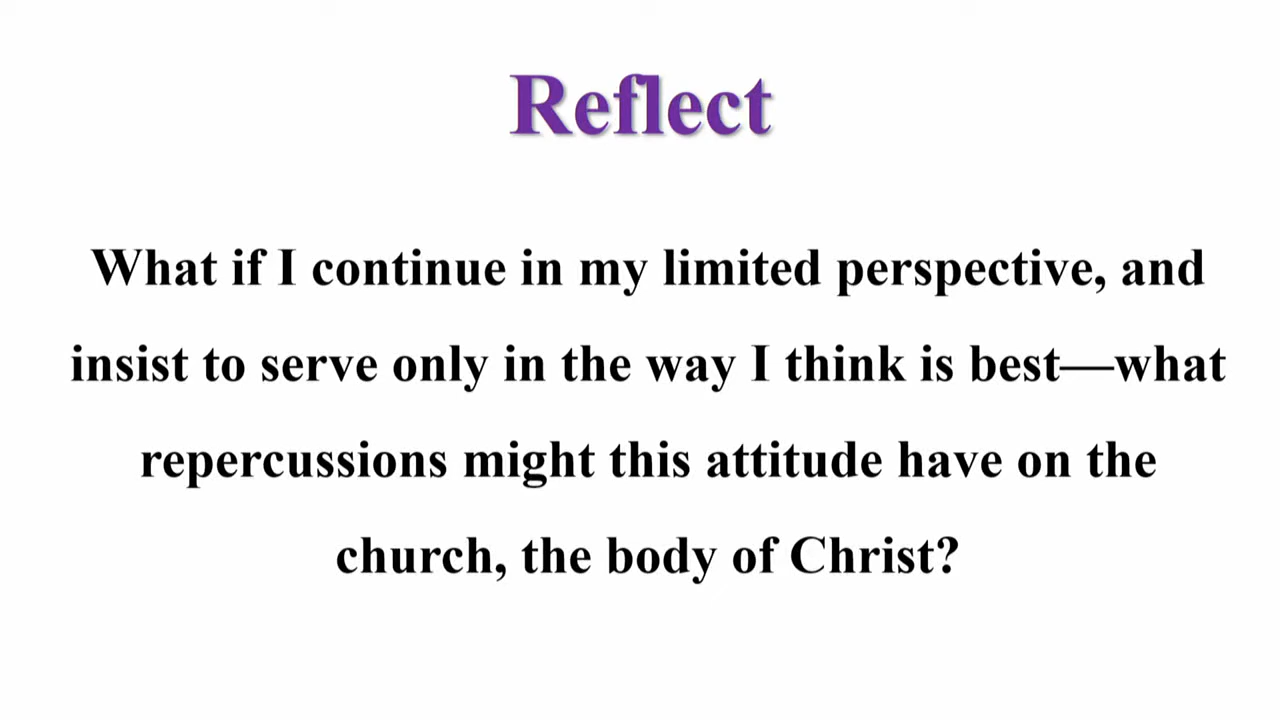 Reflect
What if I continue in my limited perspective, and
insist to serve only in the way I think is best—what
repercussions might this attitude have on the
church, the body of Christ?